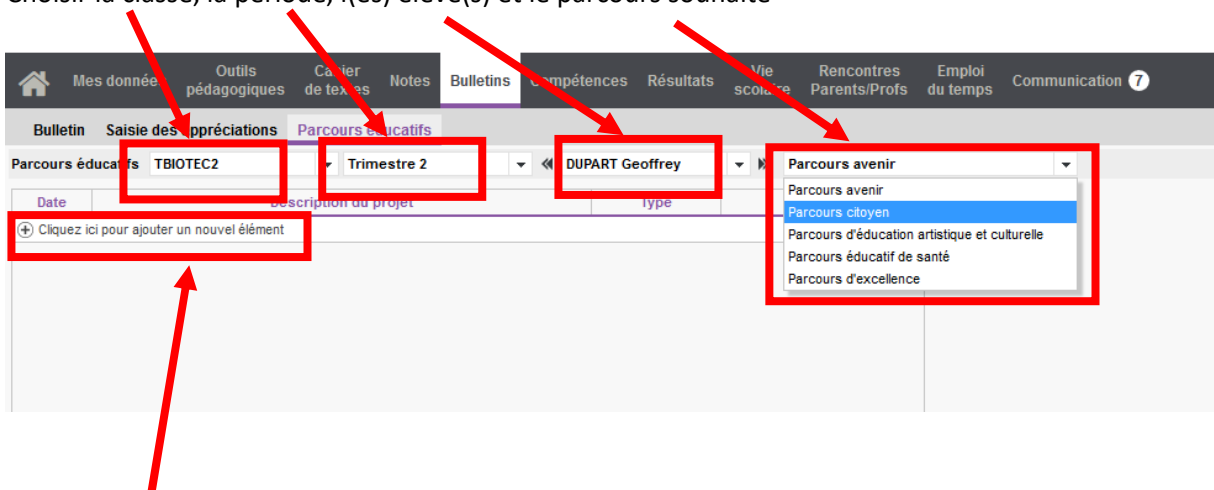 Choisir la classe, la période, l(es) élève(s) et le parcours souhaité
Mes données Outils pédagogiques Cahier de textes Notes Bulletins Compétences Résultats Vie scolaire Rencontres Parents/Profs Emploi du temps Communication 7
Bulletin Saisie des appréciations Parcours éducatifs
Parcours éducatifs TBIOTEC2 Trimestre 2 DUPART Geoffrey Parcours avenir
Date Description du projet Type
Cliquez ici pour ajouter un nouvel élément
Parcours avenir
Parcours citoyen
Parcours d'éducation artistique et culturelle
Parcours éducatif de santé
Parcours d'excellence